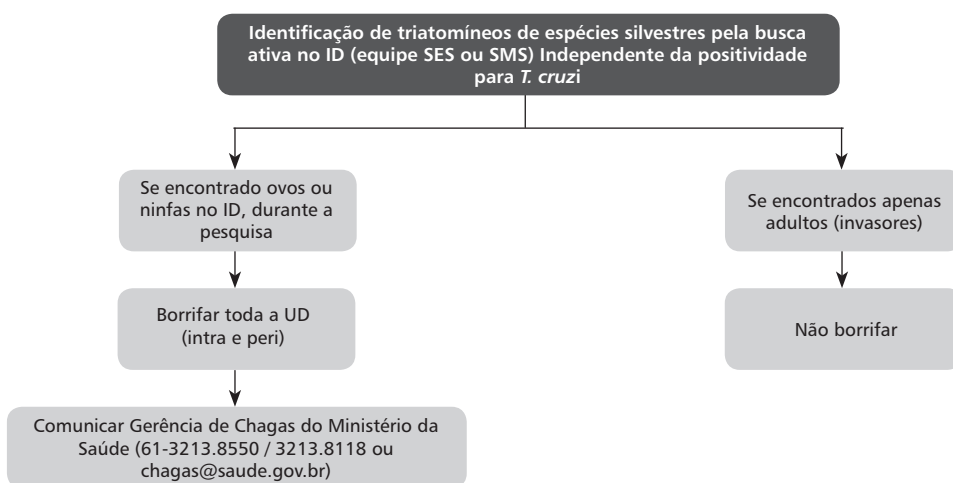 Identificação de triatomíneos de espécies silvestres pela busca
ativa no ID (equipe SES ou SMS) Independente da positividade
para T. cruzi
Se encontrado ovos ou
ninfas no ID, durante a
pesquisa
Borrifar toda a UD
(intra e peri)
Comunicar Gerência de Chagas do Ministério da
Saúde (61-3213.8550 / 3213.8118 ou
chagas@saude.gov.br)
Se encontrados apenas
adultos (invasores)
Não borrifar